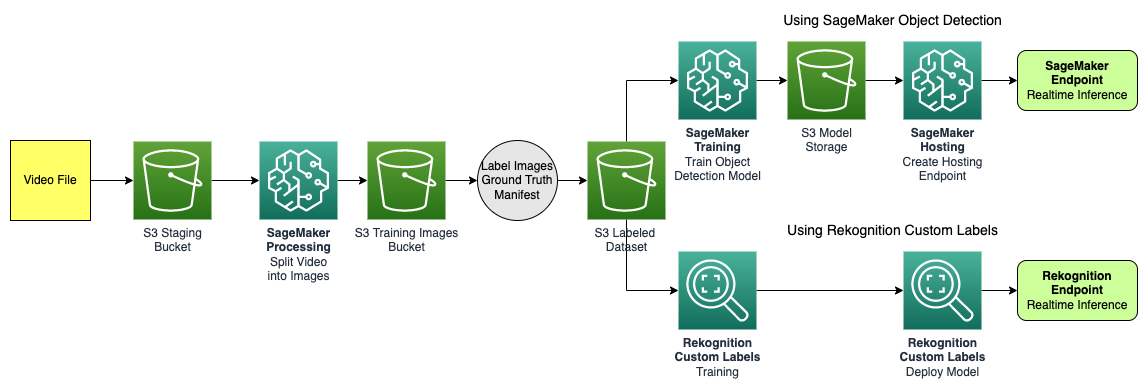 Using SageMaker Object Detection
SageMaker
Training
Train Object
Detection Model
S3 Model
Storage
SageMaker
Hosting
Create Hosting
Endpoint
SageMaker
Endpoint
Realtime Inference
Video File
S3 Staging
Bucket
SageMaker
Processing
Split Video
into Images
S3 Training Images
Bucket
Label Images
Ground Truth
Manifest
S3 Labeled
Dataset
Using Rekognition Custom Labels
Rekognition
Custom Labels
Training
Rekognition
Custom Labels
Deploy Model
Rekognition
Endpoint
Realtime Inference